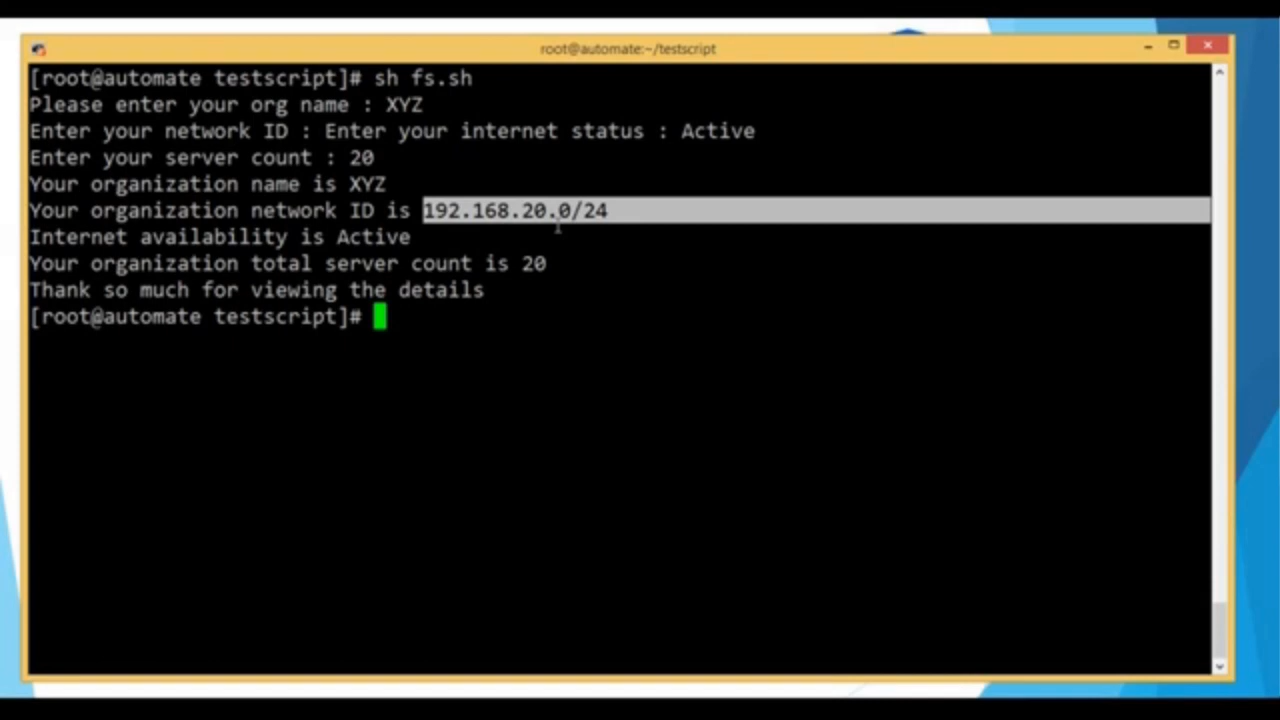 root@automate:~/testscript
[root@automate testscript]# sh fs.sh
Please enter your org name : XYZ
Enter your network ID : Enter your internet status : Active
Enter your server count : 20
Your organization name is XYZ
Your organization network ID is 192.168.20.0/24
Internet availability is Active
Your organization total server count is 20
Thank so much for viewing the details
[root@automate testscript]#